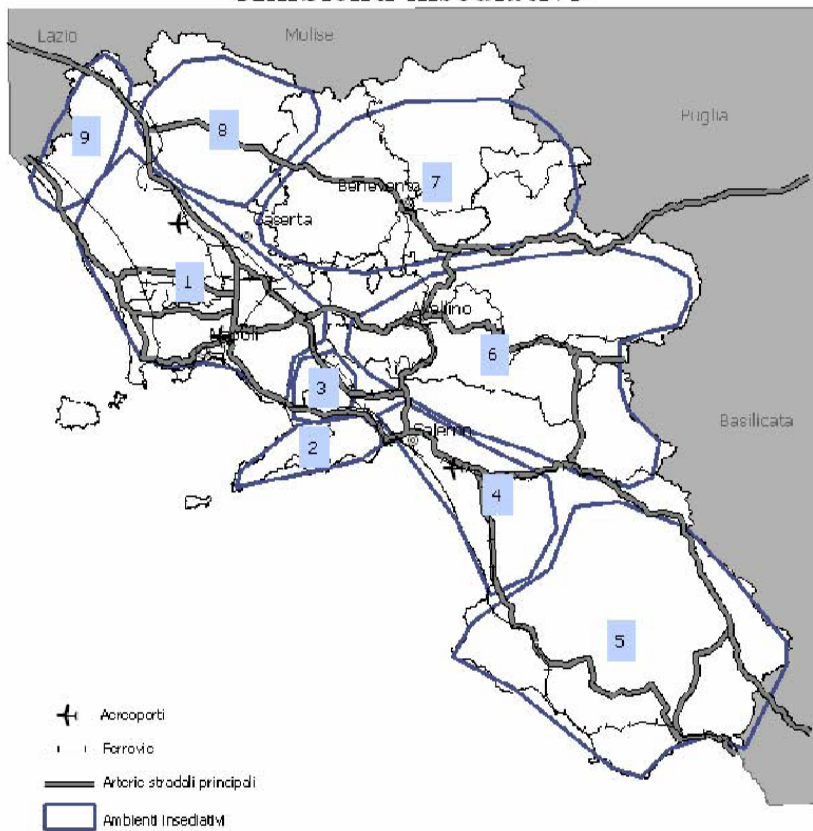 Lazio
Molise
Puglia
9
8
7
Benevento
Caserta
1
Avellino
Napoli
6
3
Basilicata
Salerno
2
4
5
Aeroporti
Ferrovie
Arterie stradali principali
Ambienti Insediativi